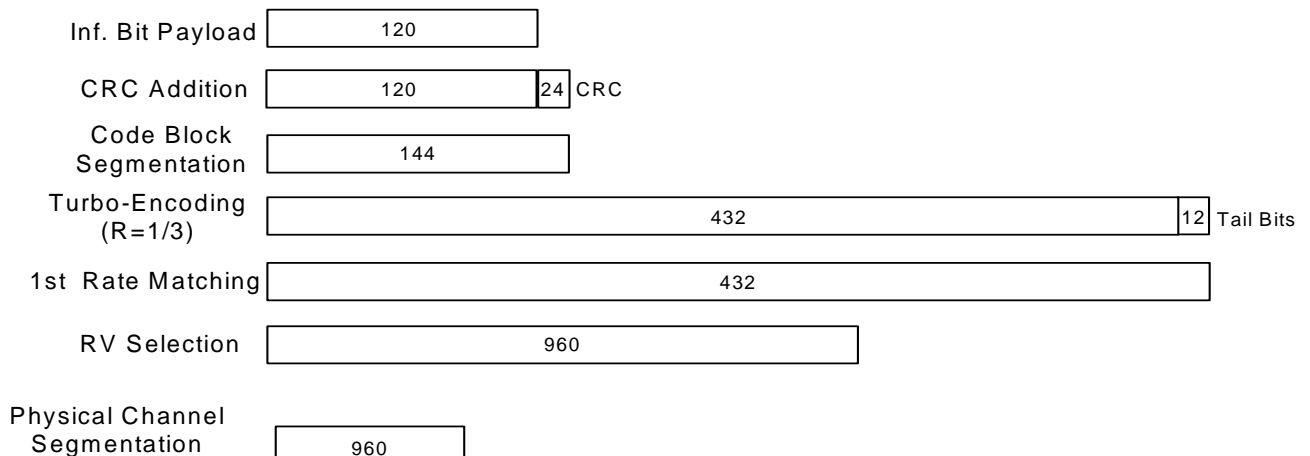 Inf. Bit Payload 120
CRC Addition 120 24 CRC
Code Block
Segmentation 144
Turbo-Encoding
(R=1/3) 432 12 Tail Bits
1st Rate Matching 432
RV Selection 960
Physical Channel
Segmentation 960